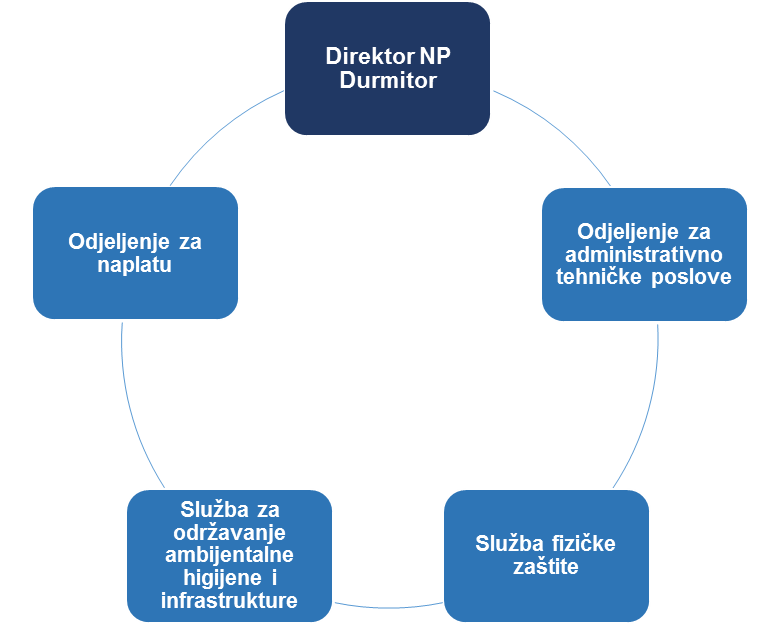 Direktor NP
Durmitor
Odjeljenje za
administrativno
tehničke poslove
Služba fizičke
zaštite
Služba za
održavanje
ambijentalne
higijene i
infrastrukture
Odjeljenje za
naplatu